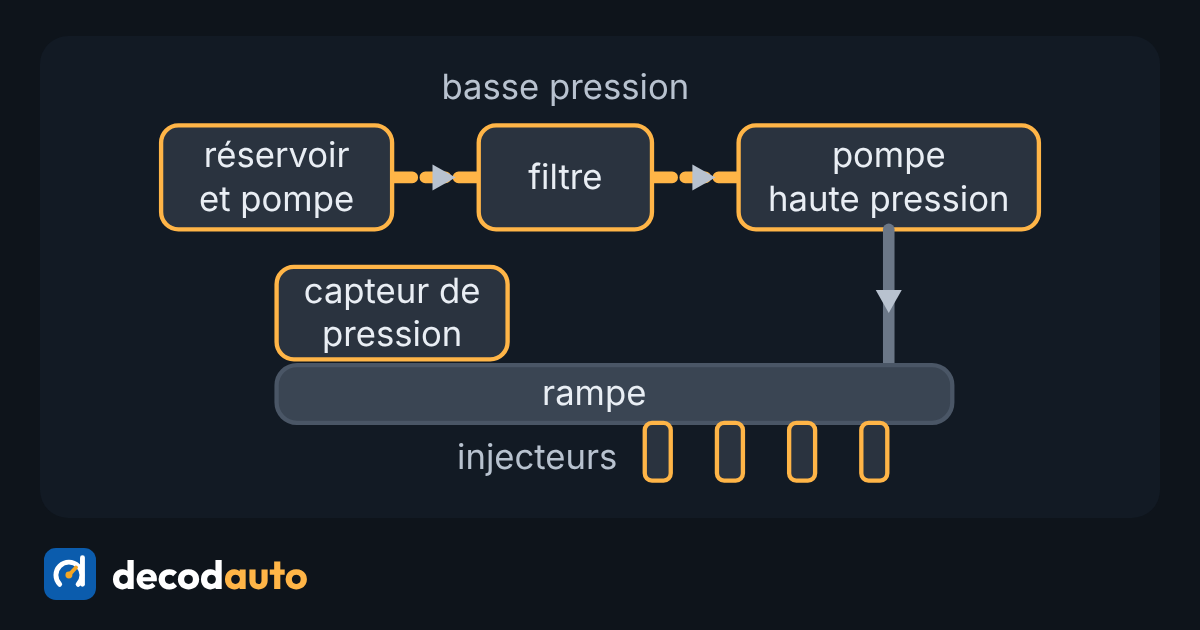 basse pression
réservoir
et pompe
filtre
pompe
haute pression
capteur de
pression
rampe
injecteurs
decodauto